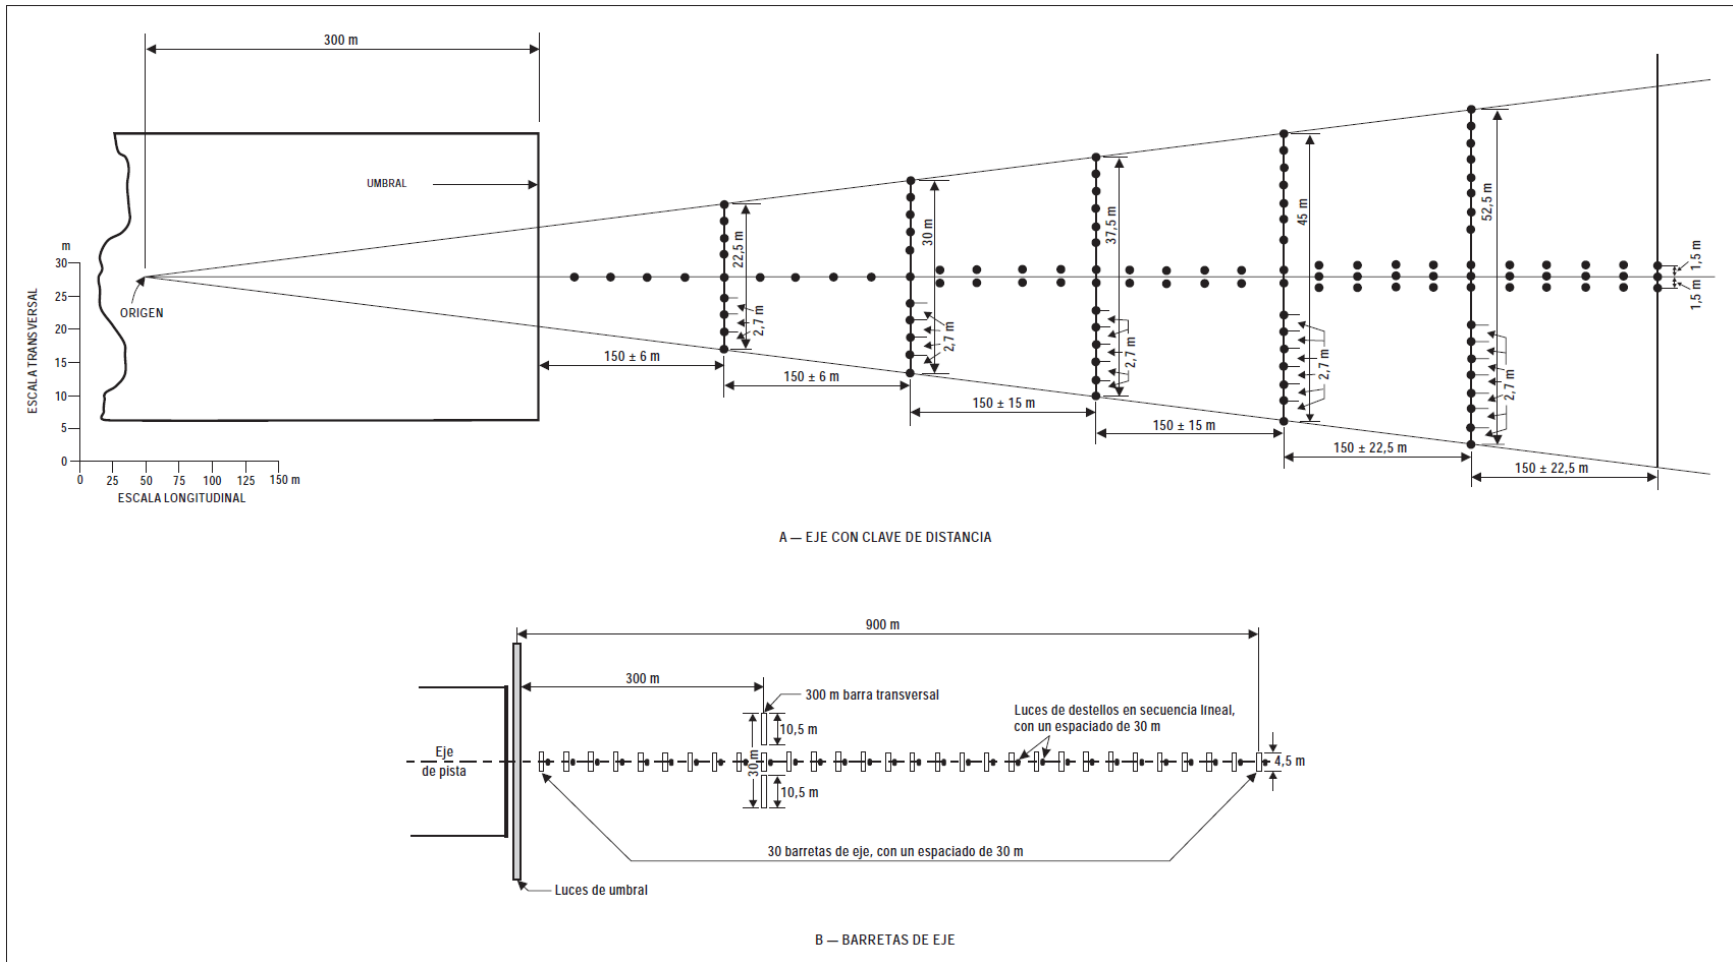 300 m
UMBRAL
m
30
25
20
15
10
5
0
ESCALA TRANSVERSAL
0 25 50 75 100 125 150 m
ESCALA LONGITUDINAL
ORIGEN
22,5 m
2,7 m
30 m
2,7 m
37,5 m
2,7 m
45 m
2,7 m
52,5 m
2,7 m
1,5 m
1,5 m
150 ± 6 m
150 ± 6 m
150 ± 15 m
150 ± 15 m
150 ± 22,5 m
150 ± 22,5 m
A — EJE CON CLAVE DE DISTANCIA
900 m
300 m
300 m barra transversal
Luces de destellos en secuencia líneal,
con un espaciado de 30 m
10,5 m
30 m
10,5 m
4,5 m
Eje
de pista
30 barretas de eje, con un espaciado de 30 m
Luces de umbral
B — BARRETAS DE EJE